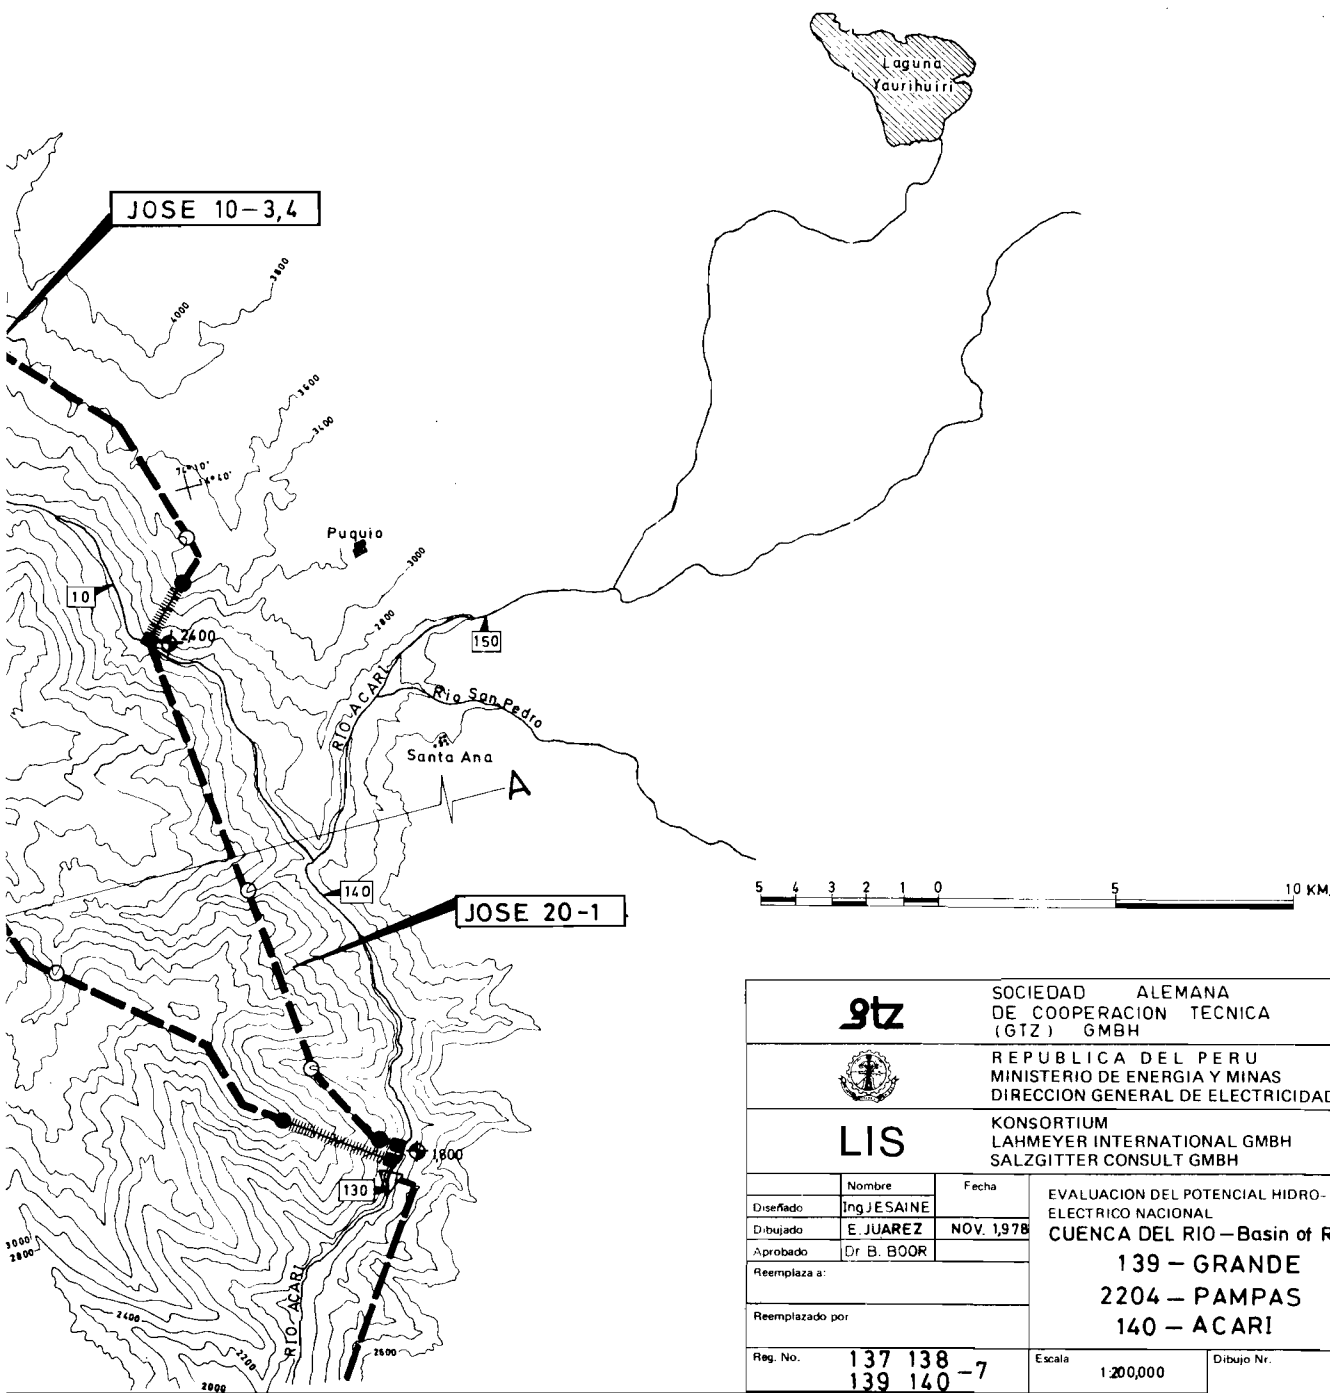 Laguna
Yaurihuiri
JOSE 10-3,4
3800
4000
3600
3400
74°10'
14°40'
Puquio
3000
10
2800
2400
150
RIO ACARI
Rio San Pedro
Santa Ana
A
140
JOSE 20-1
5 4 3 2 1 0 5 10 KM.
1800
130
3000
2800
RIO ACARI
2400
2200
2000
2600
gtz
SOCIEDAD ALEMANA
DE COOPERACION TECNICA
(GTZ) GMBH
REPUBLICA DEL PERU
MINISTERIO DE ENERGIA Y MINAS
DIRECCION GENERAL DE ELECTRICIDAD
LIS
KONSORTIUM
LAHMEYER INTERNATIONAL GMBH
SALZGITTER CONSULT GMBH
Nombre Fecha
Diseñado Ing JESAINE
Dibujado E. JUAREZ NOV. 1,978
Aprobado Dr B. BOOR
Reemplaza a:
Reemplazado por
Reg. No. 137 138
139 140 -7
EVALUACION DEL POTENCIAL HIDRO-
ELECTRICO NACIONAL
CUENCA DEL RIO - Basin of R
139 - GRANDE
2204 - PAMPAS
140 - ACARI
Escala 1:200,000
Dibujo Nr.